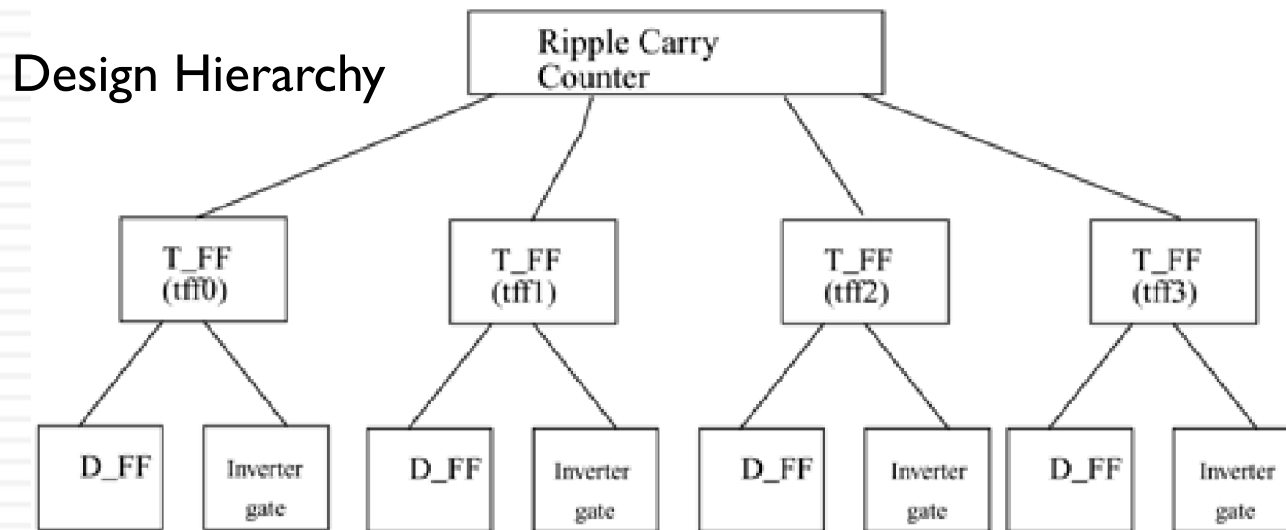 Design Hierarchy
Ripple Carry
Counter
T_FF
(tff0)
T_FF
(tff1)
T_FF
(tff2)
T_FF
(tff3)
D_FF
Inverter
gate
D_FF
Inverter
gate
D_FF
Inverter
gate
D_FF
Inverter
gate